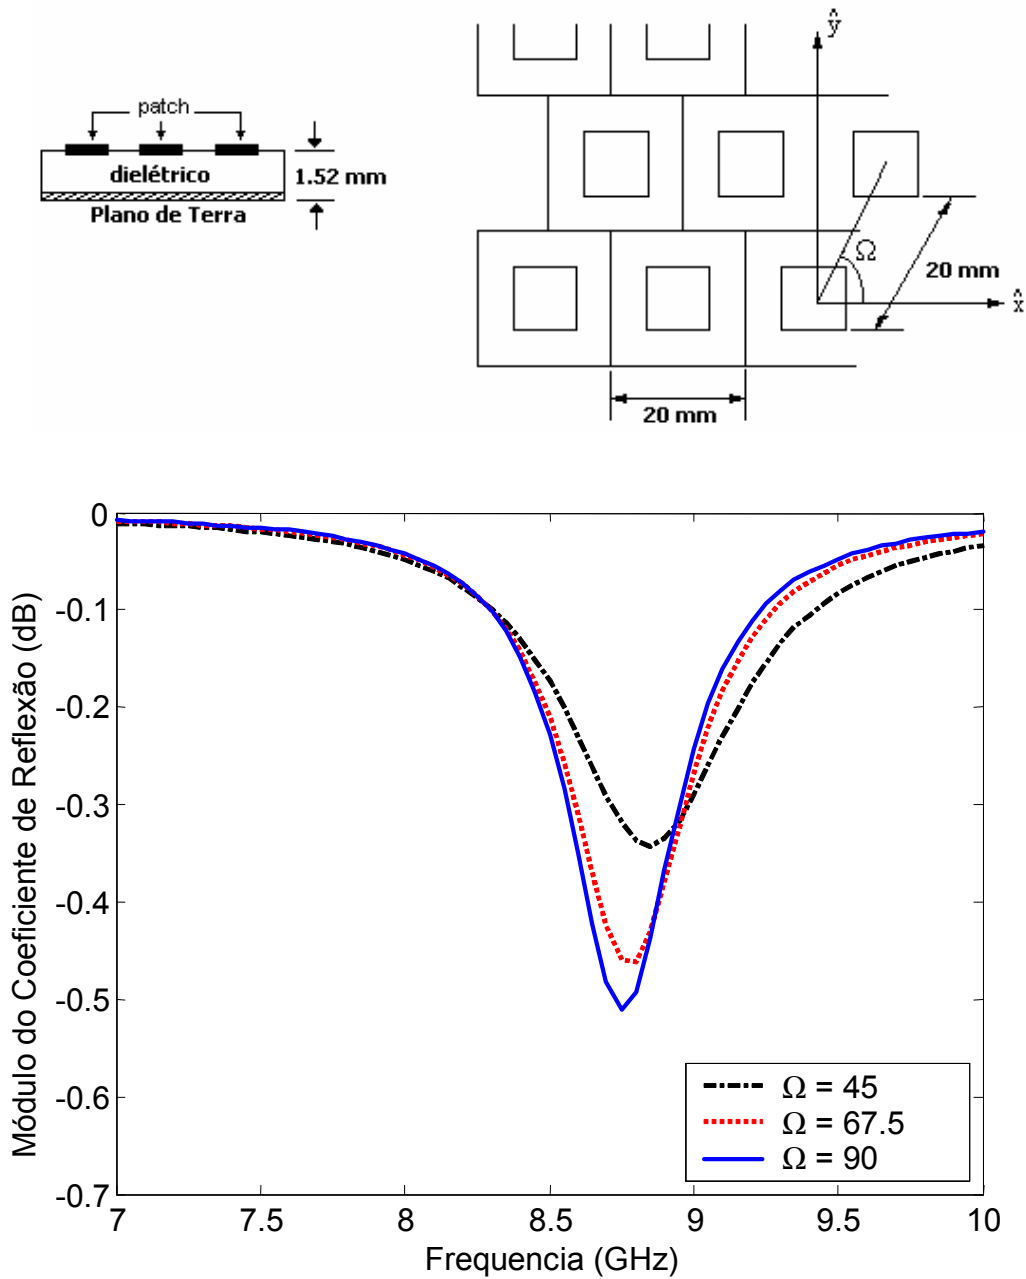 patch
dielétrico
1.52 mm
Plano de Terra
ŷ
Ω
20 mm
x̂
20 mm
0
-0.1
-0.2
-0.3
-0.4
-0.5
-0.6
-0.7
Módulo do Coeficiente de Reflexão (dB)
Ω = 45
Ω = 67.5
Ω = 90
7 7.5 8 8.5 9 9.5 10
Frequencia (GHz)